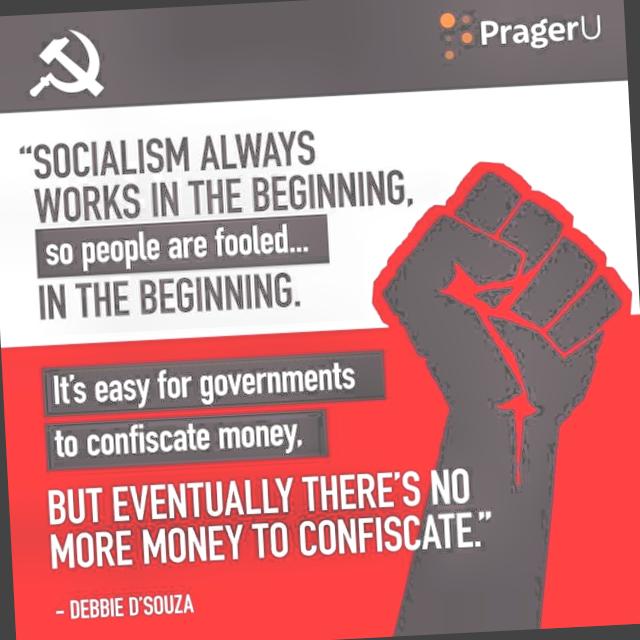 PragerU
“SOCIALISM ALWAYS
WORKS IN THE BEGINNING,
so people are fooled...
IN THE BEGINNING.
It's easy for governments
to confiscate money,
BUT EVENTUALLY THERE'S NO
MORE MONEY TO CONFISCATE.”
- DEBBIE D'SOUZA